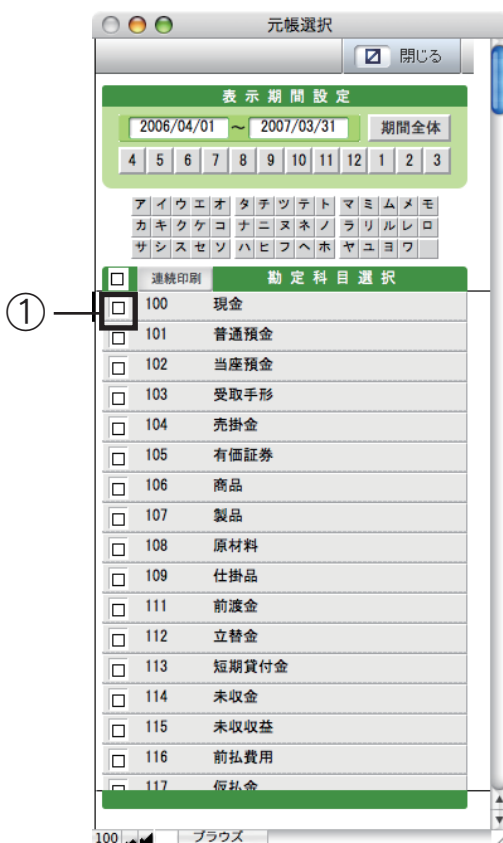 元帳選択
閉じる
表示期間設定
2006/04/01 ~ 2007/03/31 期間全体
4 5 6 7 8 9 10 11 12 1 2 3
ア イ ウ エ オ タ チ ツ テ ト マ ミ ム メ モ
カ キ ク ケ コ ナ ニ ヌ ネ ノ ラ リ ル レ ロ
サ シ ス セ ソ ハ ヒ フ ヘ ホ ヤ ユ ヨ ワ
連続印刷 勘定科目選択
① 100 現金
101 普通預金
102 当座預金
103 受取手形
104 売掛金
105 有価証券
106 商品
107 製品
108 原材料
109 仕掛品
111 前渡金
112 立替金
113 短期貸付金
114 未収金
115 未収収益
116 前払費用
117 仮払金
100 ブラウズ